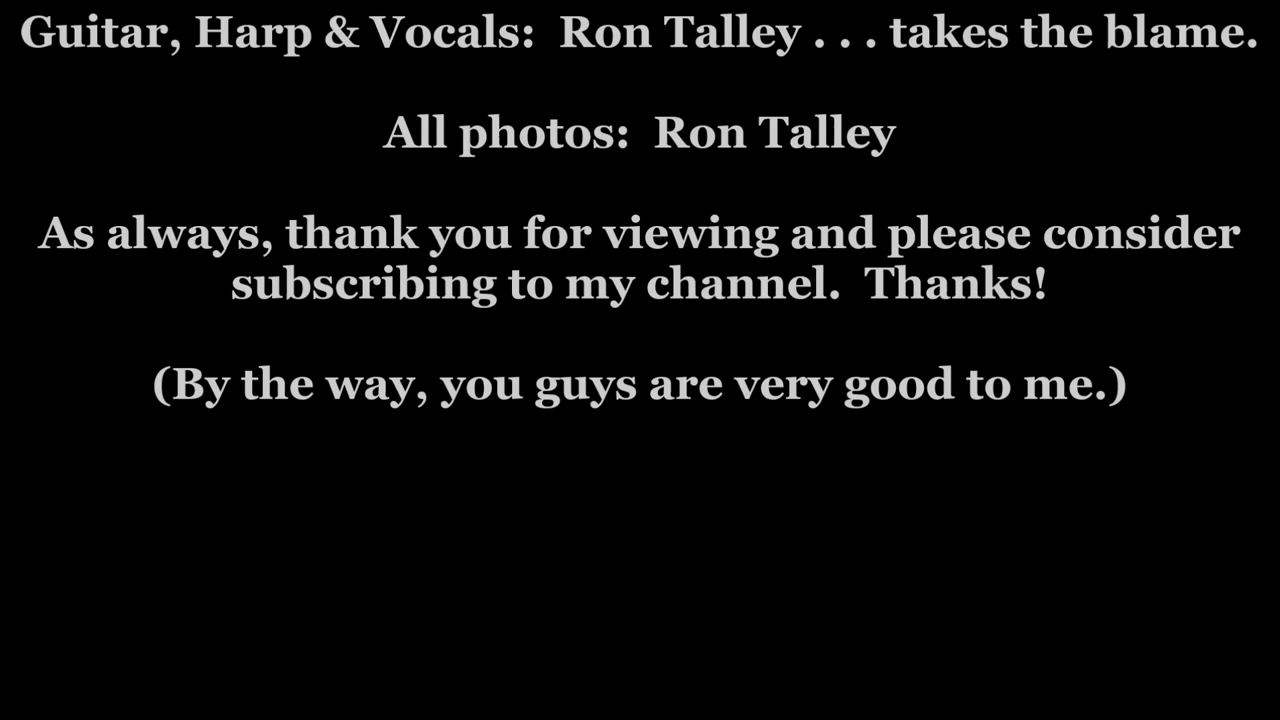 Guitar, Harp & Vocals:  Ron Talley . . . takes the blame.
All photos:  Ron Talley
As always, thank you for viewing and please consider
subscribing to my channel.  Thanks!
(By the way, you guys are very good to me.)